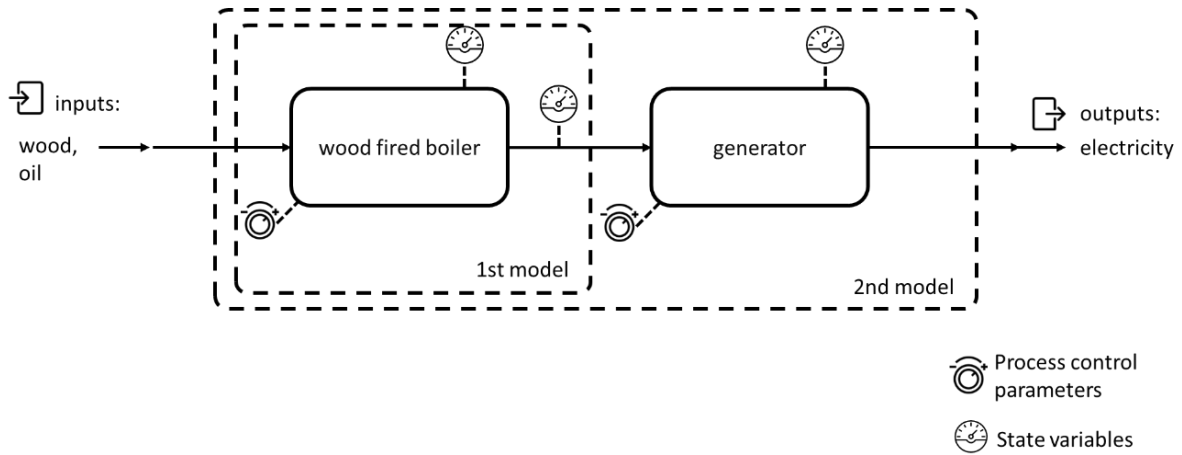 inputs:
wood,
oil
wood fired boiler
generator
outputs:
electricity
1st model
2nd model
Process control
parameters
State variables